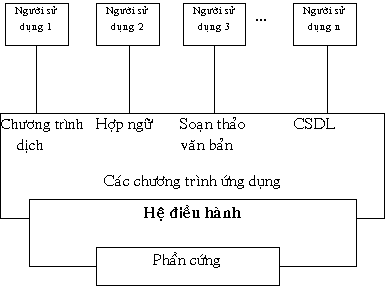 Người sử
dụng 1
Người sử
dụng 2
Người sử
dụng 3
...
Người sử
dụng n
Chương trình
dịch
Hợp ngữ
Soạn thảo
văn bản
CSDL
Các chương trình ứng dụng
Hệ điều hành
Phần cứng